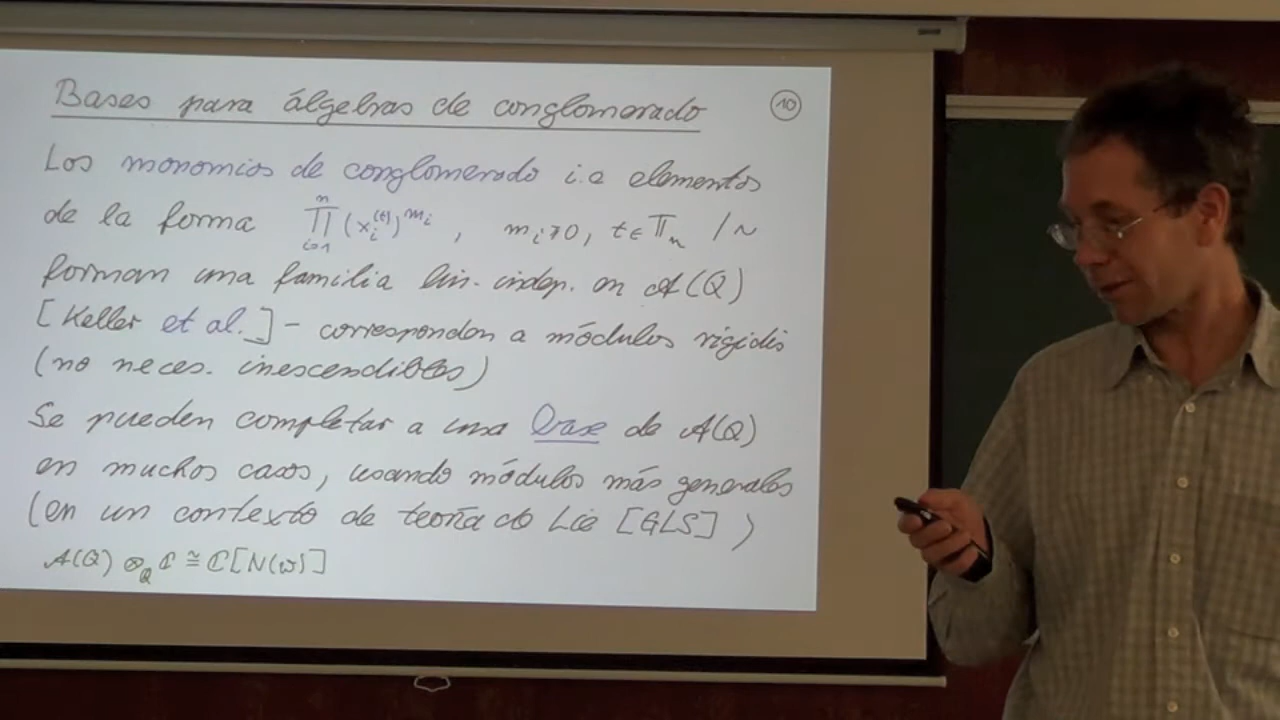 Bases para álgebras de conglomerado
10
Los monomios de conglomerado i.e elementos
de la forma ∏_{i=1}^{n} (x_i^{(t)})^{m_i}, m_i≥0, t∈𝕋_n /~
forman una familia lin. indep. en 𝒜(Q)
[Keller et al.] - corresponden a módulos rígidis
(no neces. inescendibles)
Se pueden completar a una base de 𝒜(Q)
en muchos casos, usando módulos más generales
(en un contexto de teoría de Lie [GLS])
𝒜(Q) ⊗_Q ℂ ≅ ℂ[N(ω)]